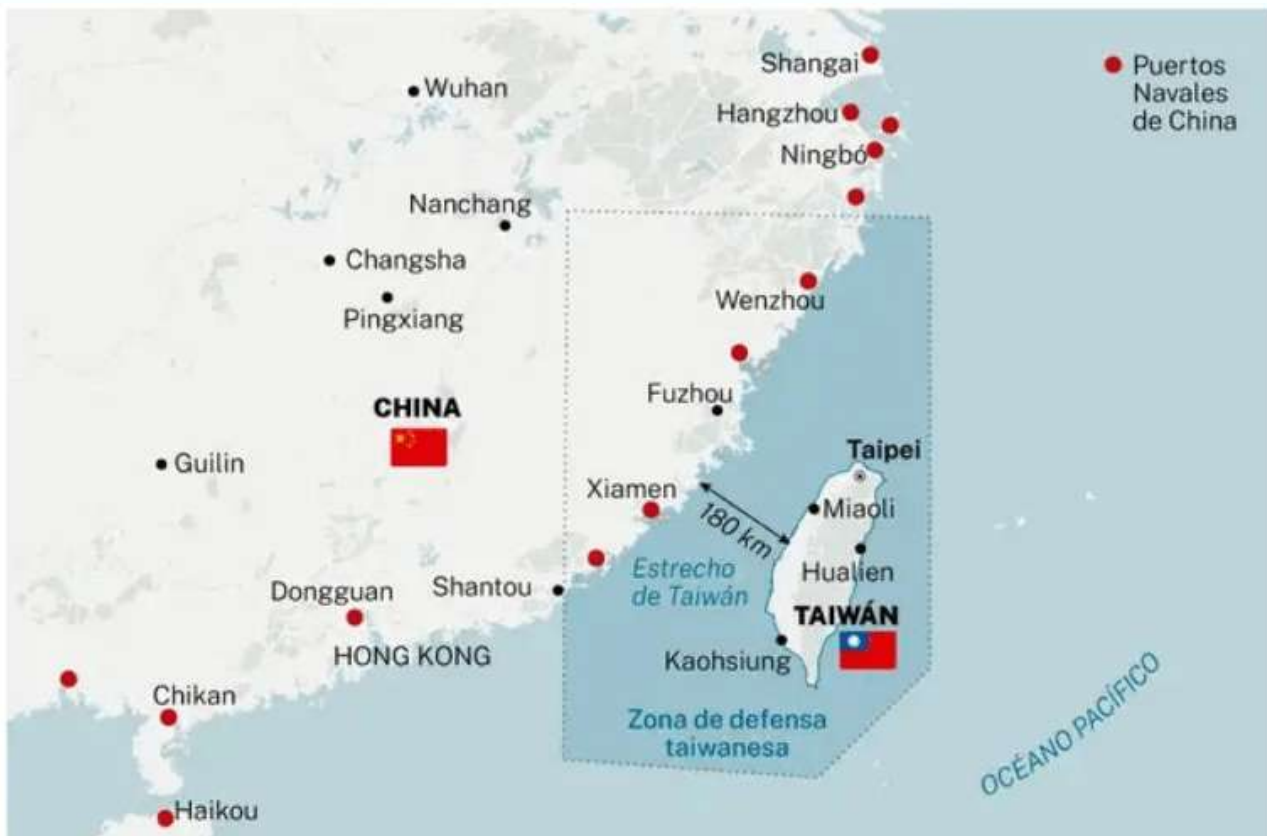 Shangai
Puertos
Navales
de China
Wuhan
Hangzhou
Ningbó
Nanchang
Changsha
Pingxiang
Wenzhou
CHINA
Fuzhou
Guilin
Taipei
Xiamen
180 km
Miaoli
Estrecho
de Taiwán
Hualien
Dongguan
Shantou
TAIWÁN
HONG KONG
Kaohsiung
Chikan
Zona de defensa
taiwanesa
OCÉANO PACÍFICO
Haikou